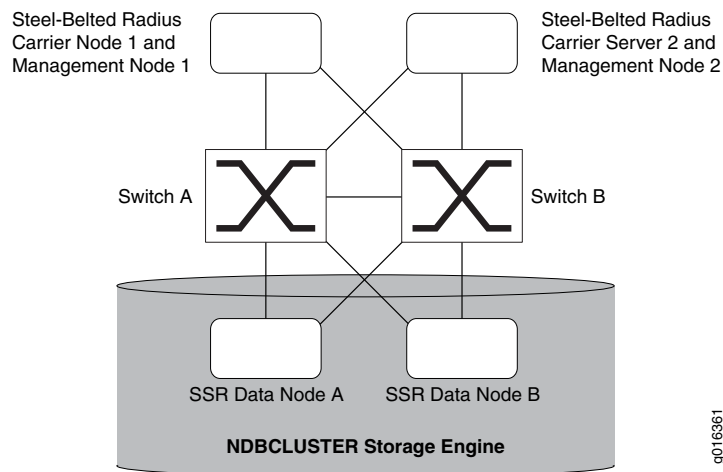 Steel-Belted Radius
Carrier Node 1 and
Management Node 1
Steel-Belted Radius
Carrier Server 2 and
Management Node 2
Switch A
Switch B
SSR Data Node A
SSR Data Node B
NDBCLUSTER Storage Engine
g016361